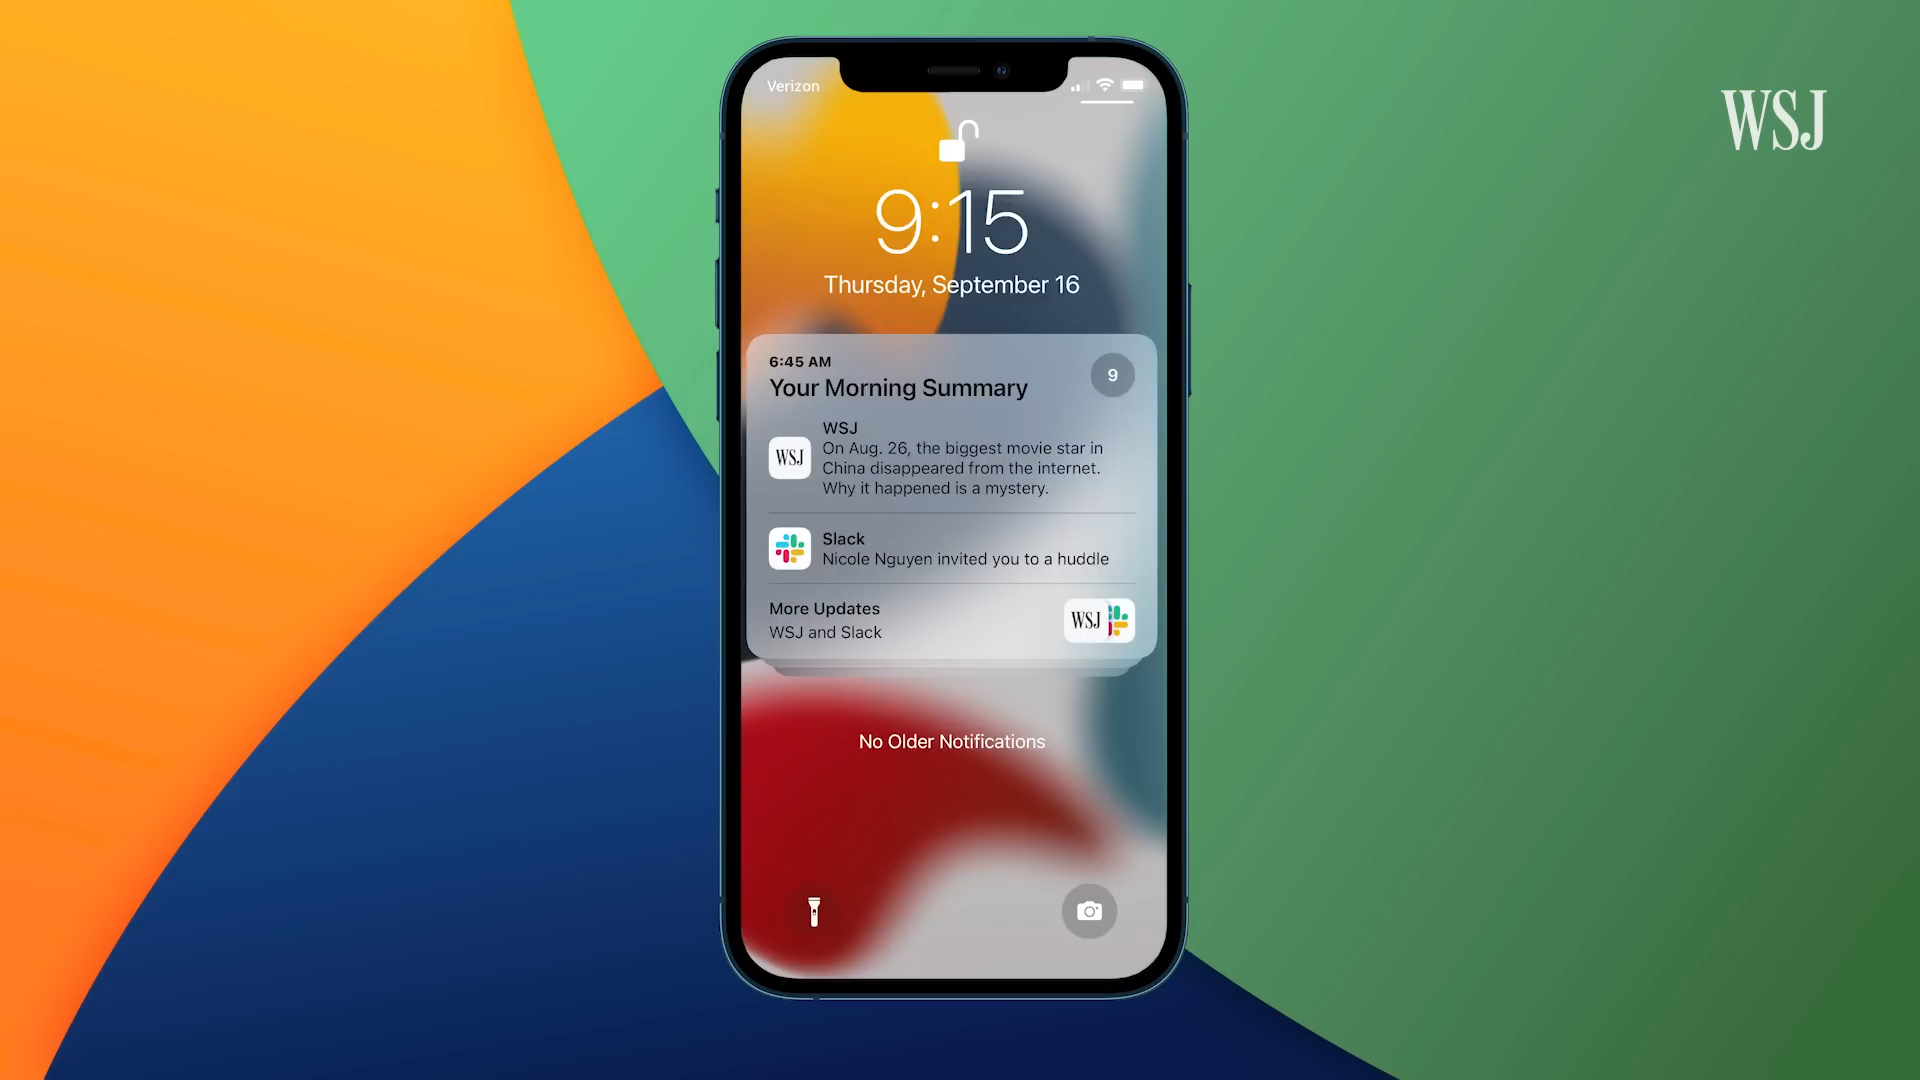 Verizon
WSJ
9:15
Thursday, September 16
6:45 AM
Your Morning Summary
9
WSJ
WSJ
On Aug. 26, the biggest movie star in
China disappeared from the internet.
Why it happened is a mystery.
Slack
Nicole Nguyen invited you to a huddle
More Updates
WSJ and Slack
WSJ
No Older Notifications